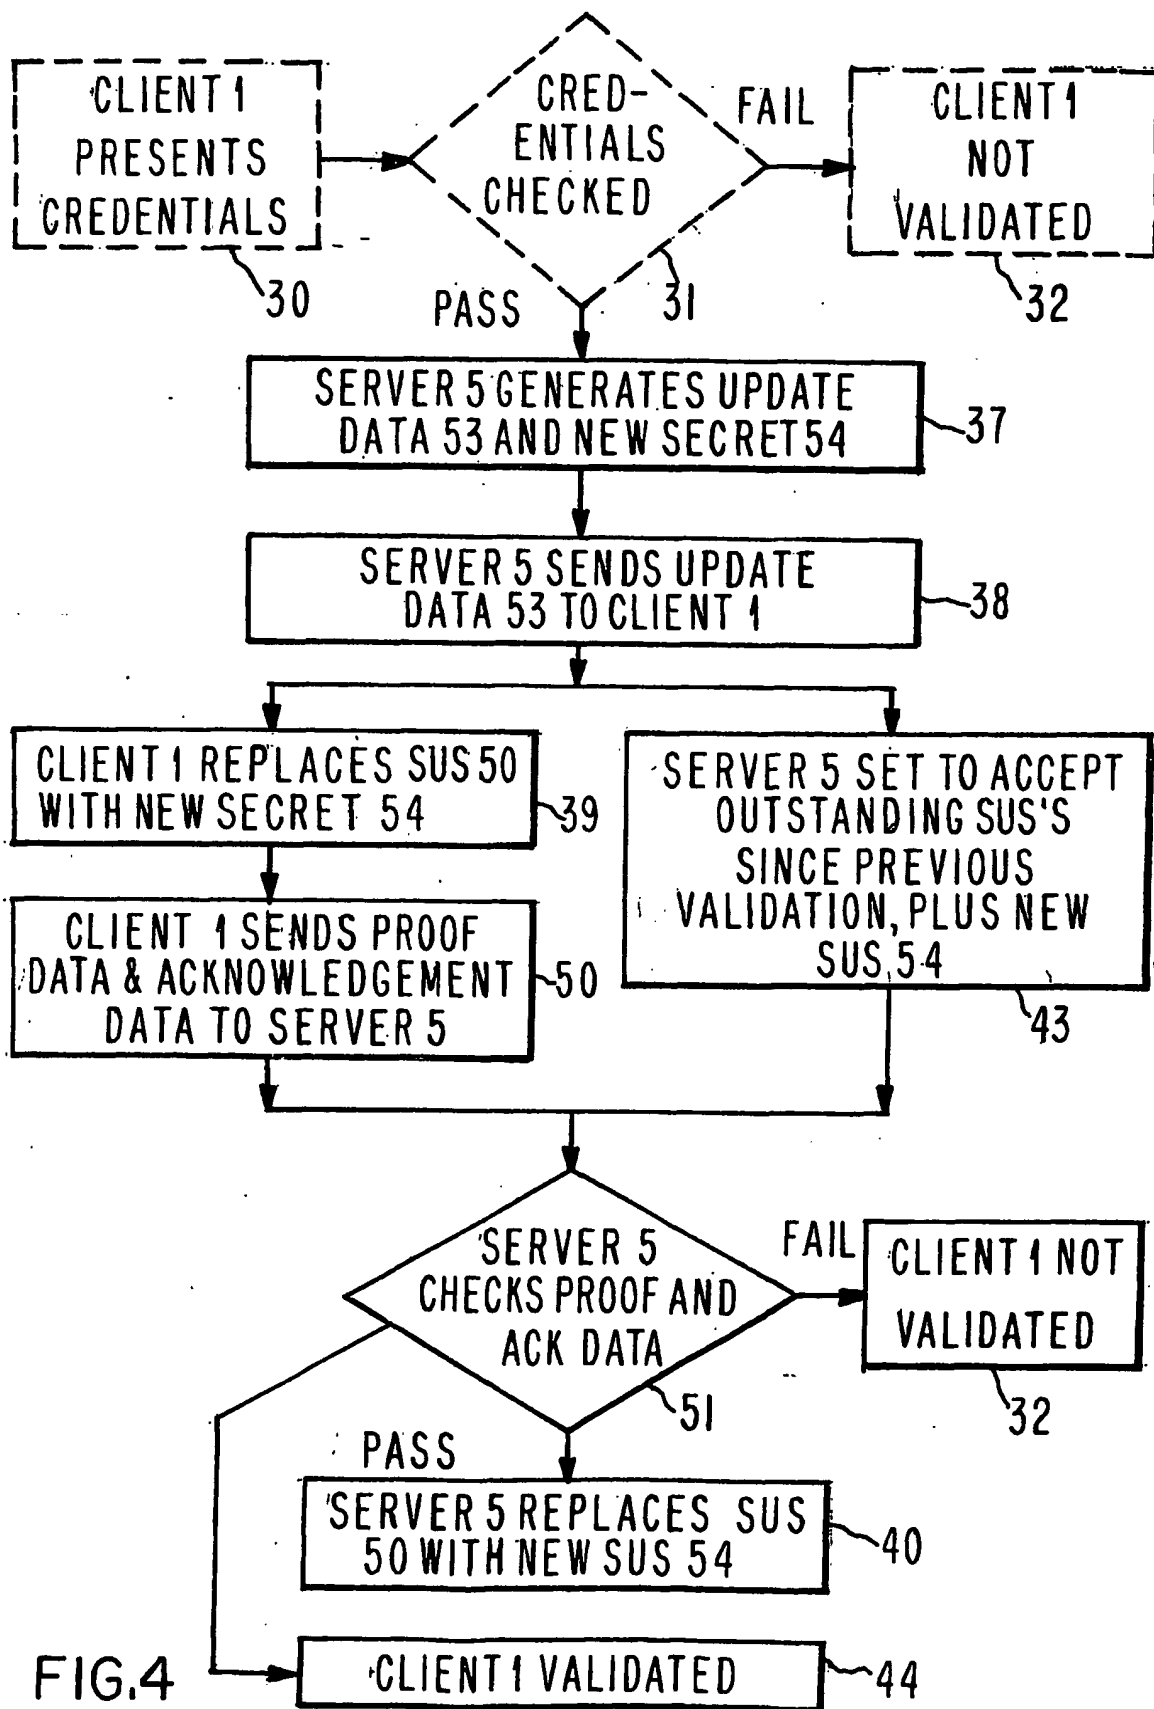 CLIENT 1
PRESENTS
CREDENTIALS
30
CRED-
ENTIALS
CHECKED
31
FAIL
CLIENT 1
NOT
VALIDATED
32
PASS
SERVER 5 GENERATES UPDATE
DATA 53 AND NEW SECRET 54
37
SERVER 5 SENDS UPDATE
DATA 53 TO CLIENT 1
38
CLIENT 1 REPLACES SUS 50
WITH NEW SECRET 54
39
SERVER 5 SET TO ACCEPT
OUTSTANDING SUS'S
SINCE PREVIOUS
VALIDATION, PLUS NEW
SUS 54
43
CLIENT 1 SENDS PROOF
DATA & ACKNOWLEDGEMENT
DATA TO SERVER 5
50
SERVER 5
CHECKS PROOF AND
ACK DATA
51
FAIL
CLIENT 1 NOT
VALIDATED
32
PASS
SERVER 5 REPLACES SUS
50 WITH NEW SUS 54
40
CLIENT 1 VALIDATED
44
FIG.4